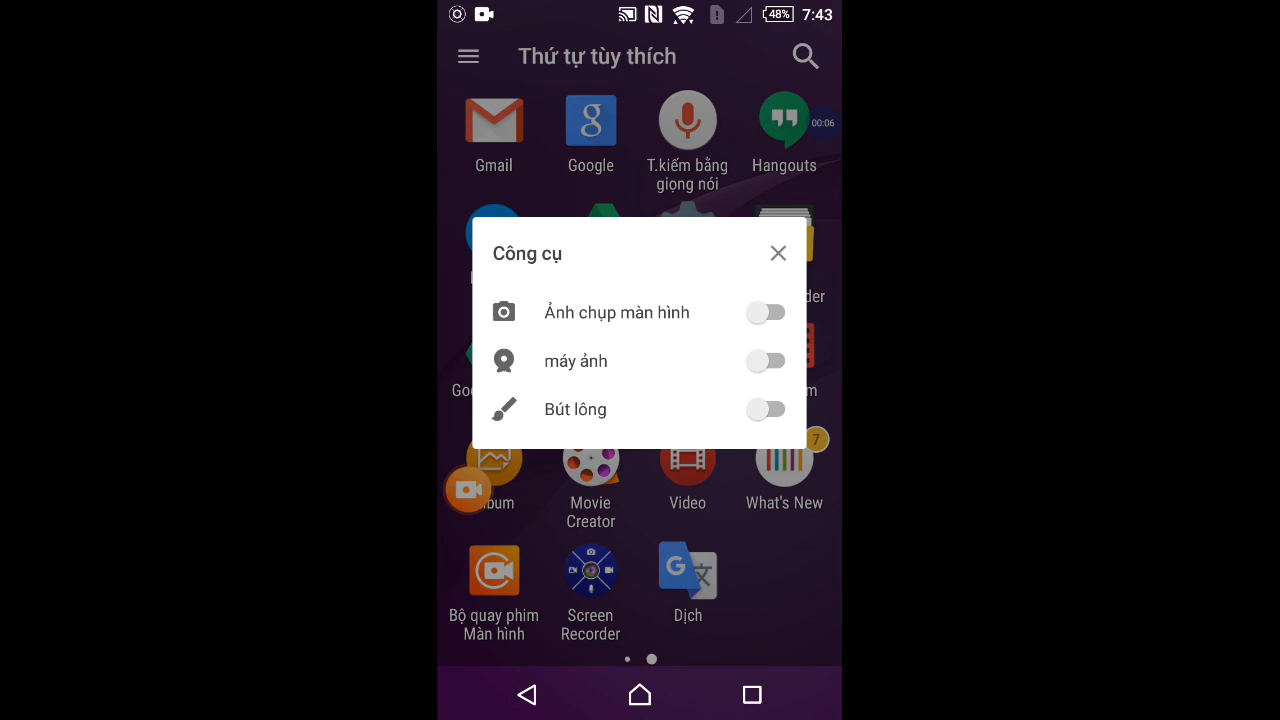 48% 7:43
Thứ tự tùy thích
Gmail
Google
T.kiếm bằng
giọng nói
Hangouts
00:06
Công cụ
Ảnh chụp màn hình
máy ảnh
Bút lông
7
Movie
Creator
Video
What's New
Bộ quay phim
Màn hình
Screen
Recorder
Dịch